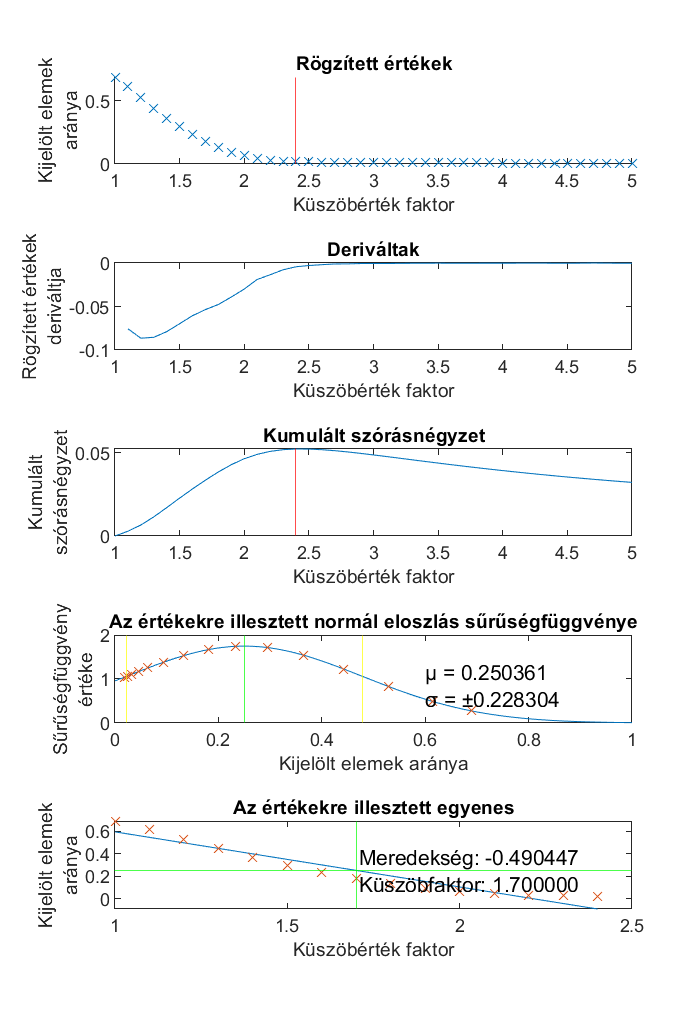 Rögzített értékek
Kijelölt elemek
aránya
0.5
0
1 1.5 2 2.5 3 3.5 4 4.5 5
Küszöbérték faktor
Deriváltak
Rögzített értékek
deriváltja
0
-0.05
-0.1
1 1.5 2 2.5 3 3.5 4 4.5 5
Küszöbérték faktor
Kumulált szórásnégyzet
Kumulált
szórásnégyzet
0.05
0
1 1.5 2 2.5 3 3.5 4 4.5 5
Küszöbérték faktor
Az értékekre illesztett normál eloszlás sűrűségfüggvénye
Sűrűségfüggvény
értéke
2
1
0
μ = 0.250361
σ = ±0.228304
0 0.2 0.4 0.6 0.8 1
Kijelölt elemek aránya
Az értékekre illesztett egyenes
Kijelölt elemek
aránya
0.6
0.4
0.2
0
Meredekség: -0.490447
Küszöbfaktor: 1.700000
1 1.5 2 2.5
Küszöbérték faktor